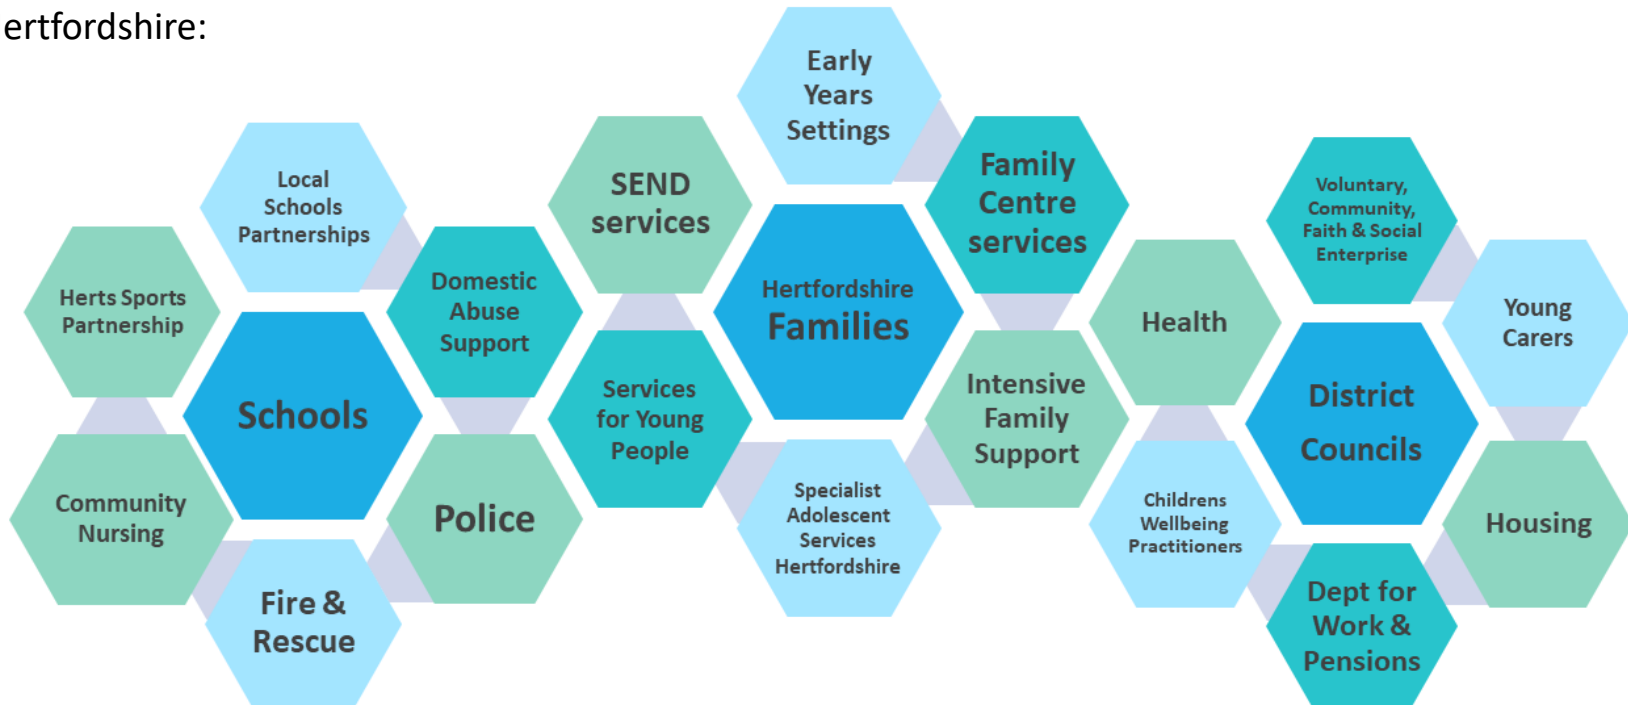 ertfordshire:
Early
Years
Settings
Local
Schools
Partnerships
SEND
services
Family
Centre
services
Voluntary,
Community,
Faith & Social
Enterprise
Herts Sports
Partnership
Domestic
Abuse
Support
Hertfordshire
Families
Health
Young
Carers
Schools
Services
for Young
People
Intensive
Family
Support
District
Councils
Community
Nursing
Police
Specialist
Adolescent
Services
Hertfordshire
Childrens
Wellbeing
Practitioners
Housing
Fire &
Rescue
Dept for
Work &
Pensions